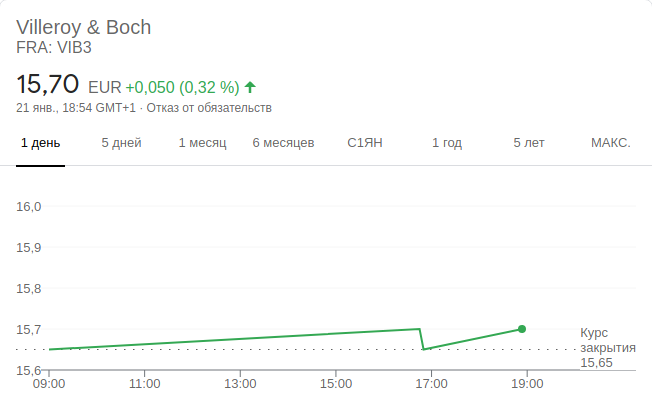 Villeroy & Boch
FRA: VIB3
15,70 EUR +0,050 (0,32 %)
21 янв., 18:54 GMT+1 · Отказ от обязательств
1 день 5 дней 1 месяц 6 месяцев С1ЯН 1 год 5 лет МАКС.
16,0
15,9
15,8
15,7
Курс
закрытия
15,65
15,6
09:00 11:00 13:00 15:00 17:00 19:00